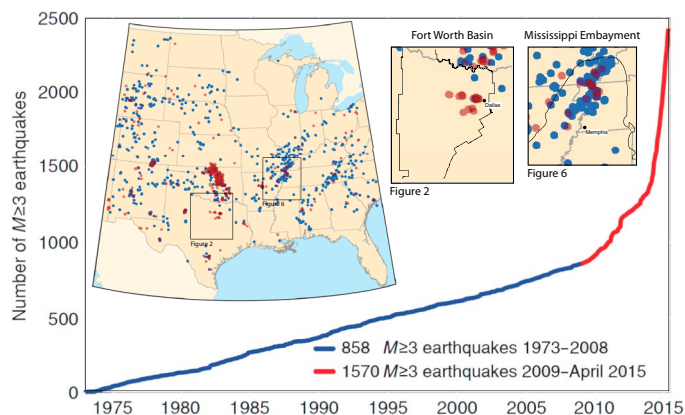 2500
2000
1500
1000
500
0
Number of M≥3 earthquakes
Figure 2
Figure 6
Fort Worth Basin
Dallas
Figure 2
Mississippi Embayment
Memphis
Figure 6
858 M≥3 earthquakes 1973–2008
1570 M≥3 earthquakes 2009–April 2015
1975 1980 1985 1990 1995 2000 2005 2010 2015